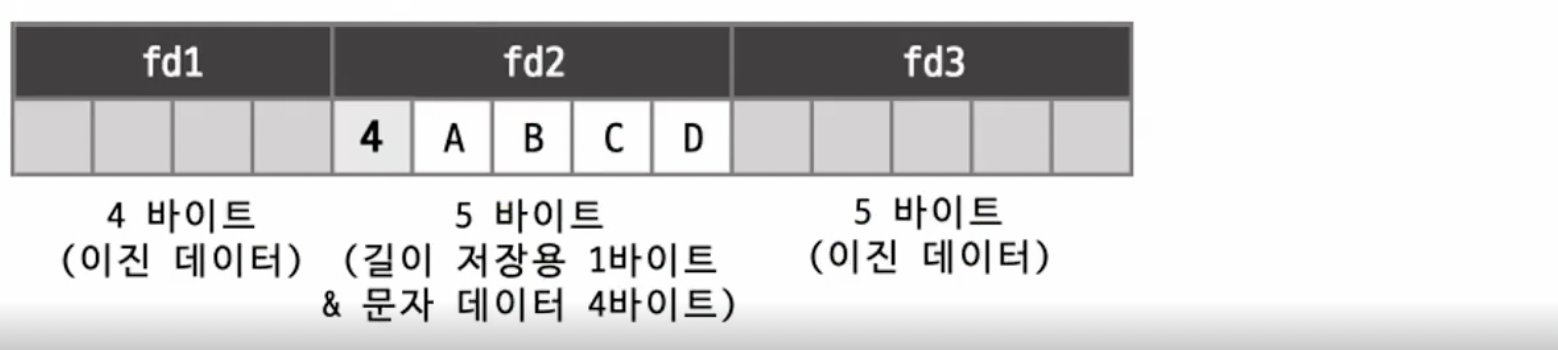 fd1 fd2 fd3
4 A B C D
4 바이트
(이진 데이터)
5 바이트
(길이 저장용 1바이트
& 문자 데이터 4바이트)
5 바이트
(이진 데이터)